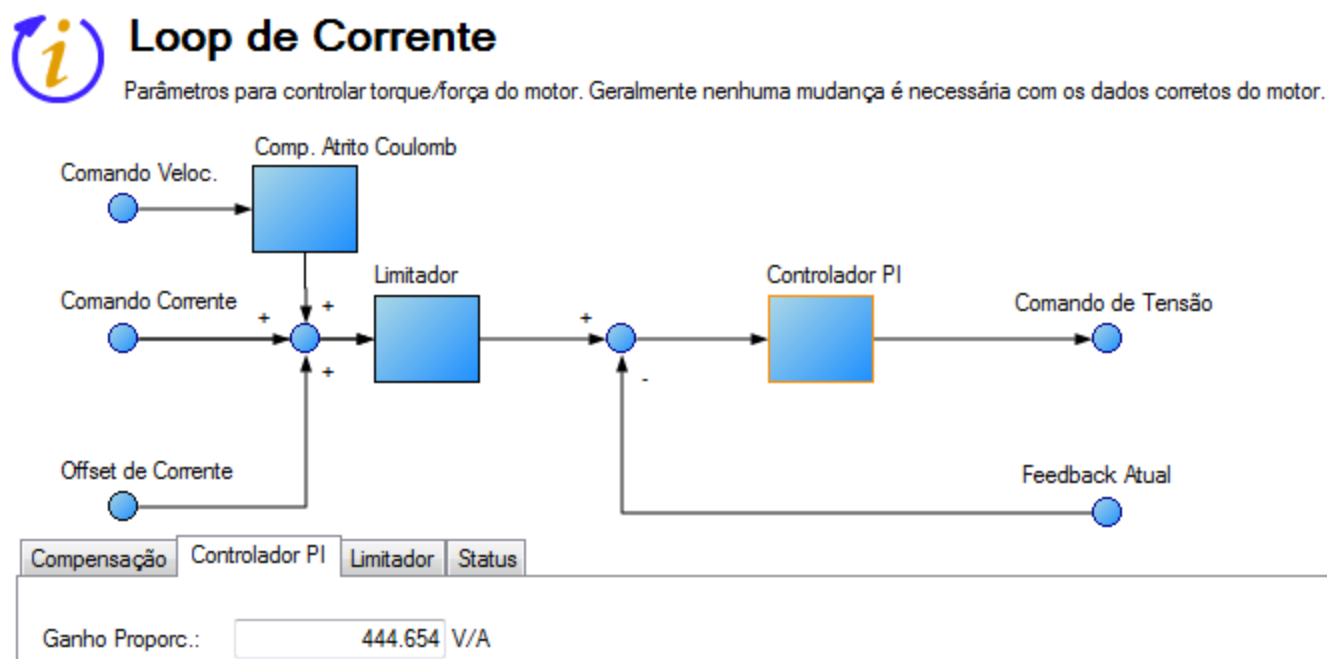 Loop de Corrente
Parâmetros para controlar torque/força do motor. Geralmente nenhuma mudança é necessária com os dados corretos do motor.
Comp. Atrito Coulomb
Comando Veloc.
Limitador
Controlador PI
Comando Corrente
+
+
+
Comando de Tensão
+
-
Offset de Corrente
Feedback Atual
Compensação Controlador PI Limitador Status
Ganho Proporc.: 444.654 V/A